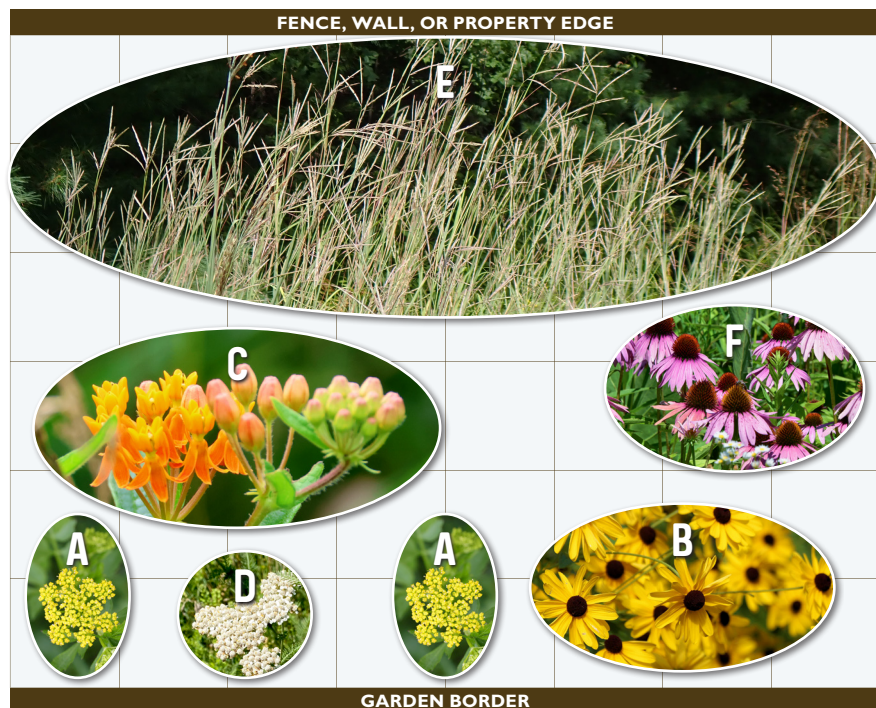 FENCE, WALL, OR PROPERTY EDGE
E
F
C
A
A
B
D
GARDEN BORDER